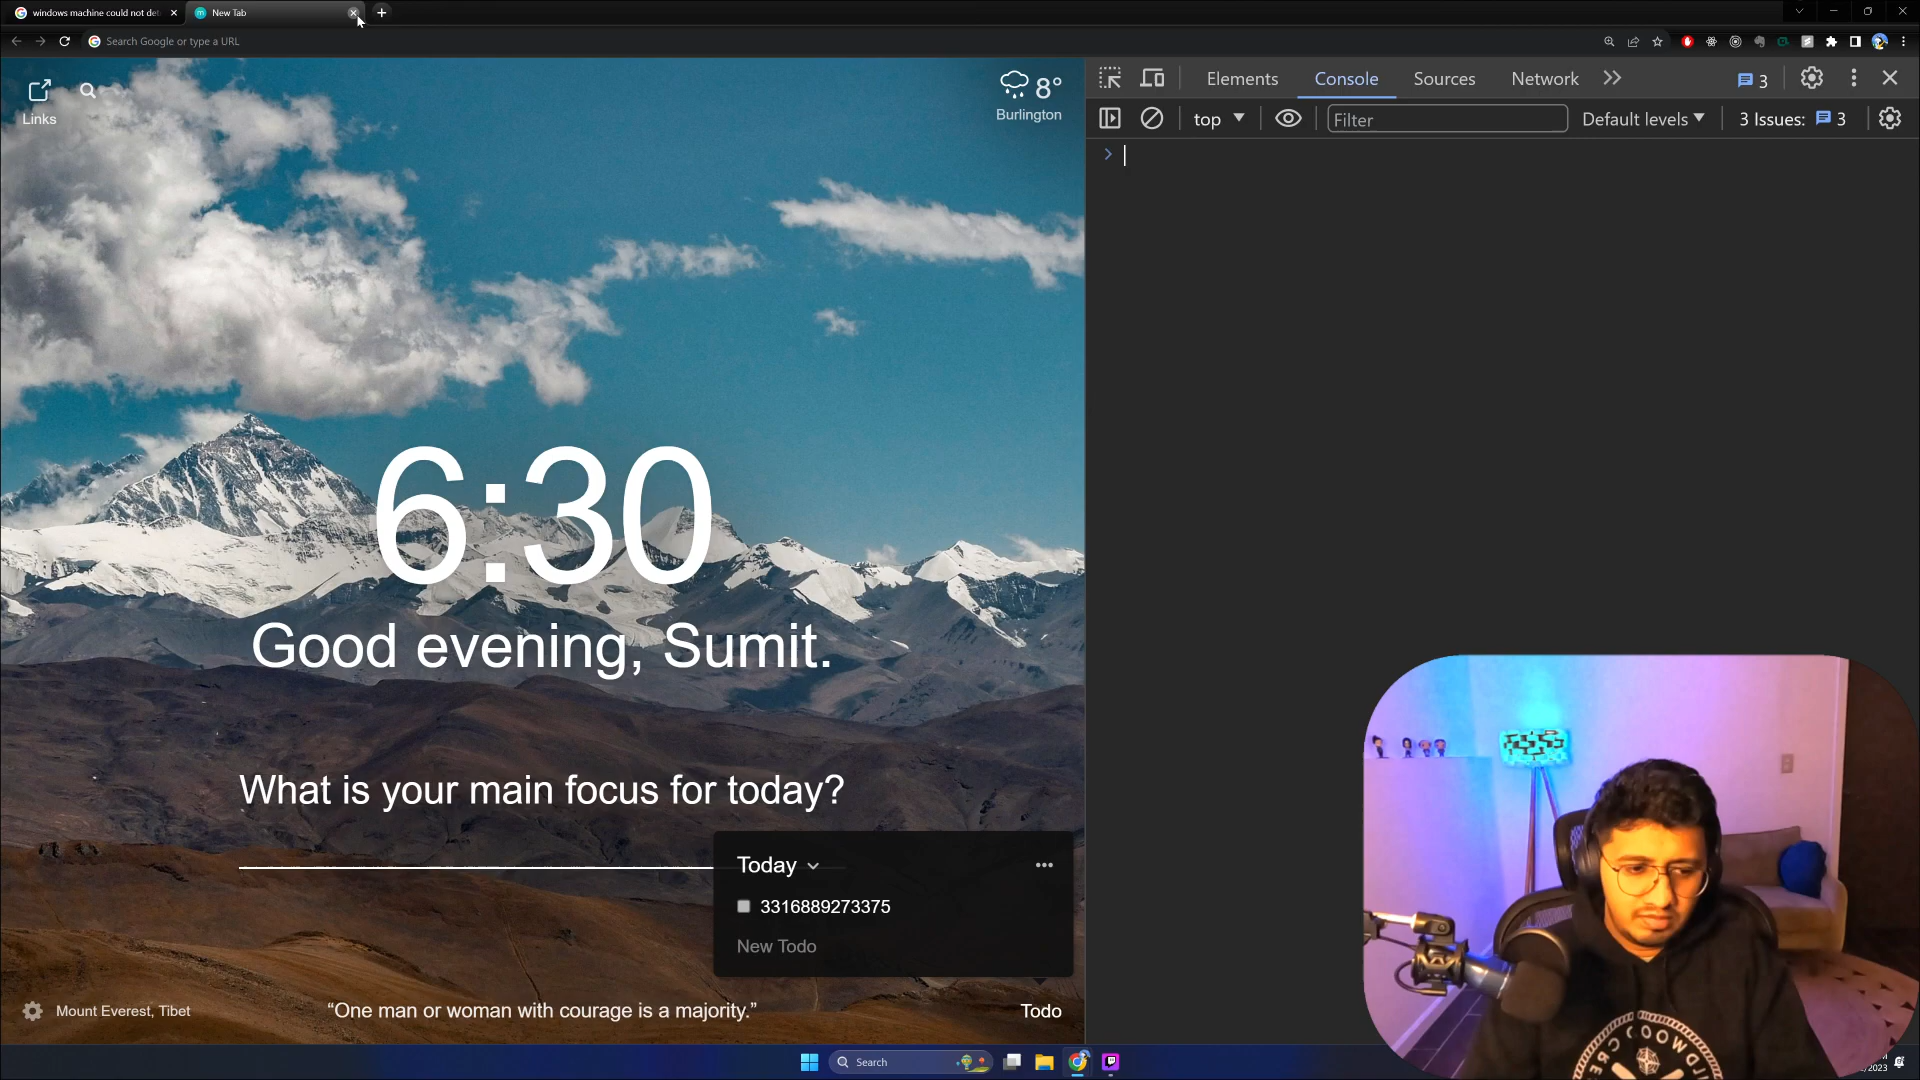 windows machine could not det
New Tab
Search Google or type a URL
Links
8°
Burlington
Elements
Console
Sources
Network
3
top
Filter
Default levels
3 Issues:
3
6:30
Good evening, Sumit.
What is your main focus for today?
Today
3316889273375
New Todo
Mount Everest, Tibet
“One man or woman with courage is a majority.”
Todo
Search
/2023